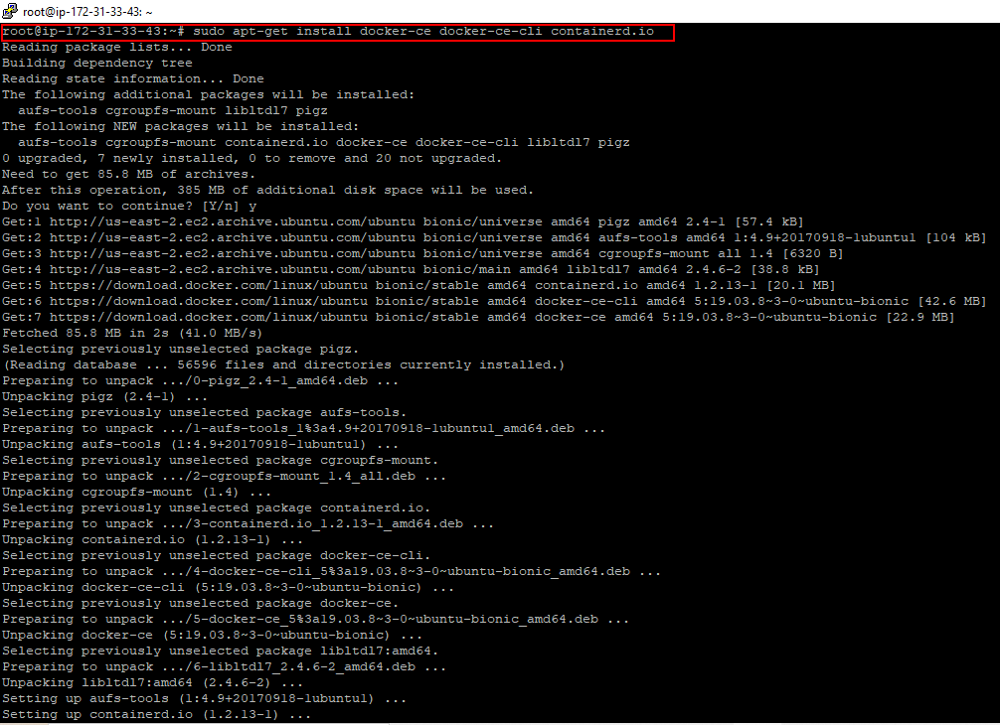 root@ip-172-31-33-43: ~
root@ip-172-31-33-43:~# sudo apt-get install docker-ce docker-ce-cli containerd.io
Reading package lists... Done
Building dependency tree
Reading state information... Done
The following additional packages will be installed:
  aufs-tools cgroupfs-mount libltdl7 pigz
The following NEW packages will be installed:
  aufs-tools cgroupfs-mount containerd.io docker-ce docker-ce-cli libltdl7 pigz
0 upgraded, 7 newly installed, 0 to remove and 20 not upgraded.
Need to get 85.8 MB of archives.
After this operation, 385 MB of additional disk space will be used.
Do you want to continue? [Y/n] y
Get:1 http://us-east-2.ec2.archive.ubuntu.com/ubuntu bionic/universe amd64 pigz amd64 2.4-1 [57.4 kB]
Get:2 http://us-east-2.ec2.archive.ubuntu.com/ubuntu bionic/universe amd64 aufs-tools amd64 1:4.9+20170918-1ubuntu1 [104 kB]
Get:3 http://us-east-2.ec2.archive.ubuntu.com/ubuntu bionic/universe amd64 cgroupfs-mount all 1.4 [6320 B]
Get:4 http://us-east-2.ec2.archive.ubuntu.com/ubuntu bionic/main amd64 libltdl7 amd64 2.4.6-2 [38.8 kB]
Get:5 https://download.docker.com/linux/ubuntu bionic/stable amd64 containerd.io amd64 1.2.13-1 [20.1 MB]
Get:6 https://download.docker.com/linux/ubuntu bionic/stable amd64 docker-ce-cli amd64 5:19.03.8~3-0~ubuntu-bionic [42.6 MB]
Get:7 https://download.docker.com/linux/ubuntu bionic/stable amd64 docker-ce amd64 5:19.03.8~3-0~ubuntu-bionic [22.9 MB]
Fetched 85.8 MB in 2s (41.0 MB/s)
Selecting previously unselected package pigz.
(Reading database ... 56596 files and directories currently installed.)
Preparing to unpack .../0-pigz_2.4-1_amd64.deb ...
Unpacking pigz (2.4-1) ...
Selecting previously unselected package aufs-tools.
Preparing to unpack .../1-aufs-tools_1%3a4.9+20170918-1ubuntu1_amd64.deb ...
Unpacking aufs-tools (1:4.9+20170918-1ubuntu1) ...
Selecting previously unselected package cgroupfs-mount.
Preparing to unpack .../2-cgroupfs-mount_1.4_all.deb ...
Unpacking cgroupfs-mount (1.4) ...
Selecting previously unselected package containerd.io.
Preparing to unpack .../3-containerd.io_1.2.13-1_amd64.deb ...
Unpacking containerd.io (1.2.13-1) ...
Selecting previously unselected package docker-ce-cli.
Preparing to unpack .../4-docker-ce-cli_5%3a19.03.8~3-0~ubuntu-bionic_amd64.deb ...
Unpacking docker-ce-cli (5:19.03.8~3-0~ubuntu-bionic) ...
Selecting previously unselected package docker-ce.
Preparing to unpack .../5-docker-ce_5%3a19.03.8~3-0~ubuntu-bionic_amd64.deb ...
Unpacking docker-ce (5:19.03.8~3-0~ubuntu-bionic) ...
Selecting previously unselected package libltdl7:amd64.
Preparing to unpack .../6-libltdl7_2.4.6-2_amd64.deb ...
Unpacking libltdl7:amd64 (2.4.6-2) ...
Setting up aufs-tools (1:4.9+20170918-1ubuntu1) ...
Setting up containerd.io (1.2.13-1) ...